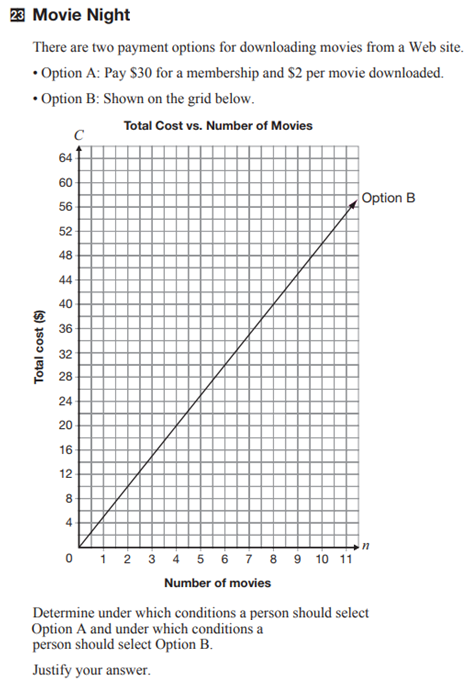 23 Movie Night
There are two payment options for downloading movies from a Web site.
• Option A: Pay $30 for a membership and $2 per movie downloaded.
• Option B: Shown on the grid below.
Total Cost vs. Number of Movies
C
64
60
56
52
48
44
40
36
32
28
24
20
16
12
8
4
Total cost ($)
Option B
0 1 2 3 4 5 6 7 8 9 10 11 n
Number of movies
Determine under which conditions a person should select
Option A and under which conditions a
person should select Option B.
Justify your answer.